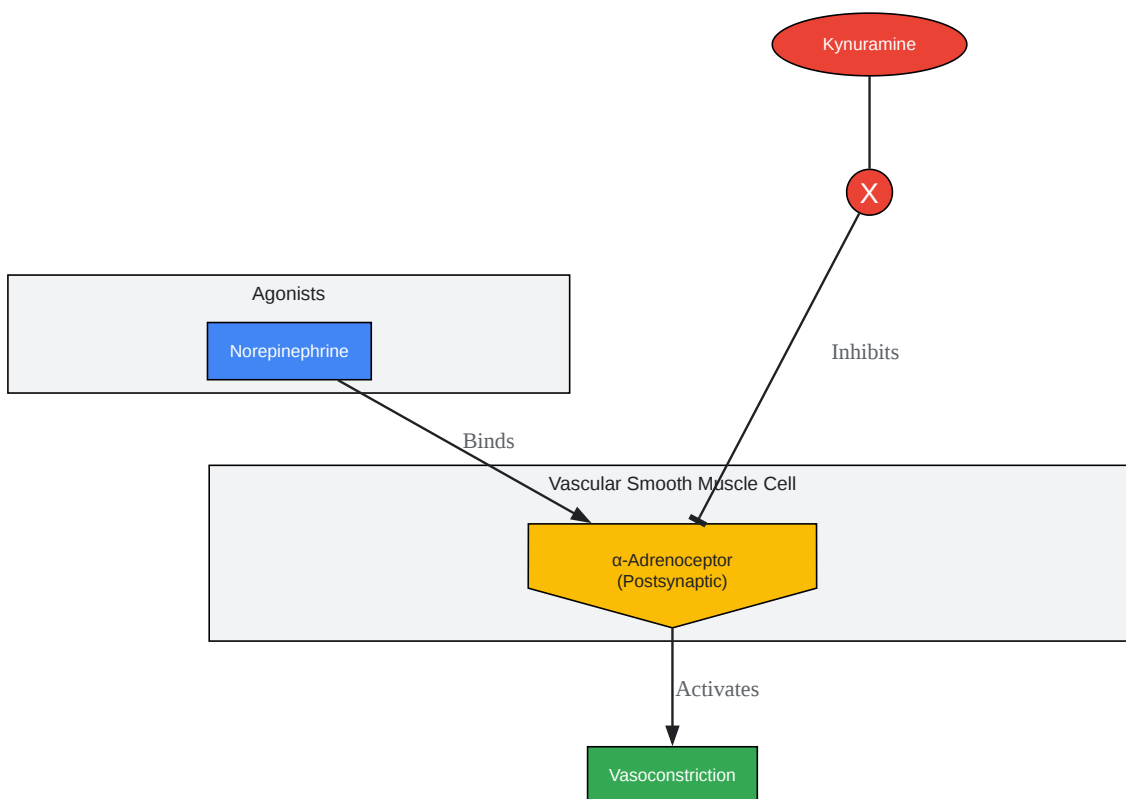 Kynuramine
X
Agonists
Norepinephrine
Inhibits
Binds
Vascular Smooth Muscle Cell
α-Adrenoceptor
(Postsynaptic)
Activates
Vasoconstriction